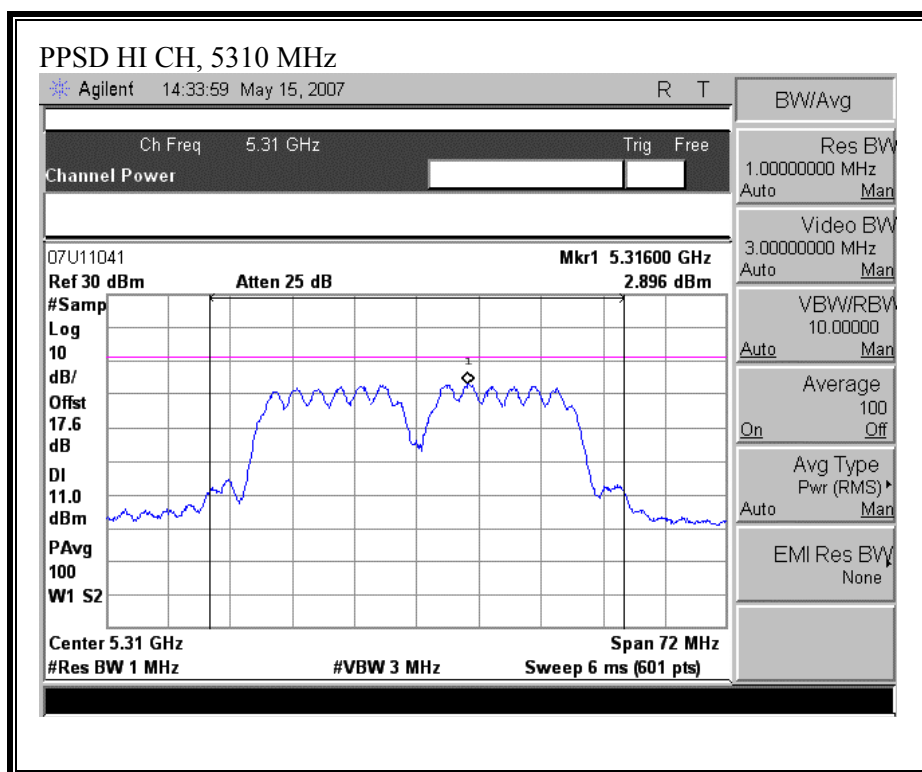 PPSD HI CH, 5310 MHz
Agilent 14:33:59 May 15, 2007 R T
Ch Freq 5.31 GHz Trig Free
Channel Power
07U11041 Mkr1 5.31600 GHz
Ref 30 dBm Atten 25 dB 2.896 dBm
#Samp
Log
10
dB/
Offst
17.6
dB
DI
11.0
dBm
PAvg
100
W1 S2
1
Center 5.31 GHz Span 72 MHz
#Res BW 1 MHz #VBW 3 MHz Sweep 6 ms (601 pts)
BW/Avg
Res BW
1.00000000 MHz
Auto Man
Video BW
3.00000000 MHz
Auto Man
VBW/RBW
10.00000
Auto Man
Average
100
On Off
Avg Type
Pwr (RMS)
Auto Man
EMI Res BW
None